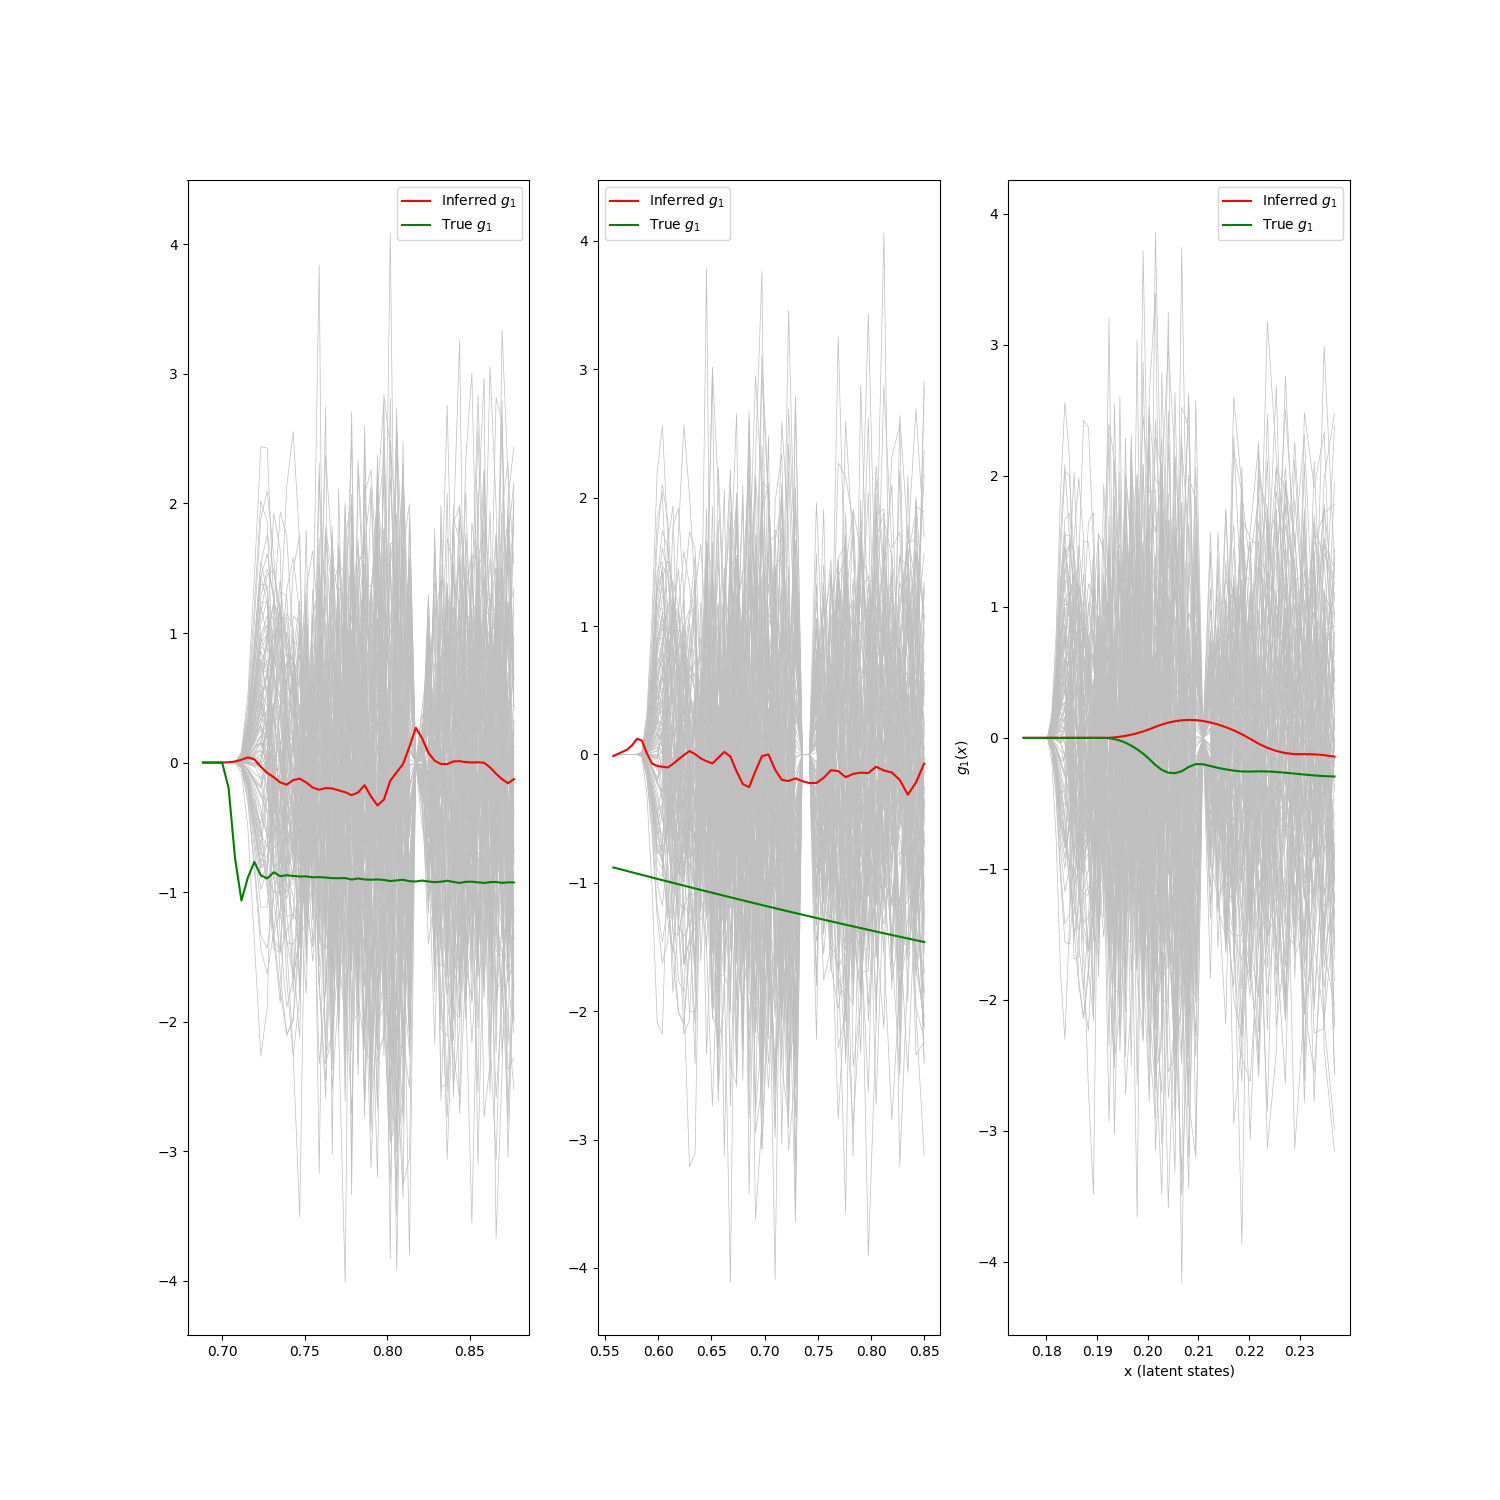 Inferred g₁
True g₁
4
3
2
1
0
−1
−2
−3
−4
0.70 0.75 0.80 0.85
Inferred g₁
True g₁
4
3
2
1
0
−1
−2
−3
−4
0.55 0.60 0.65 0.70 0.75 0.80 0.85
Inferred g₁
True g₁
g₁(x)
4
3
2
1
0
−1
−2
−3
−4
0.18 0.19 0.20 0.21 0.22 0.23
x (latent states)